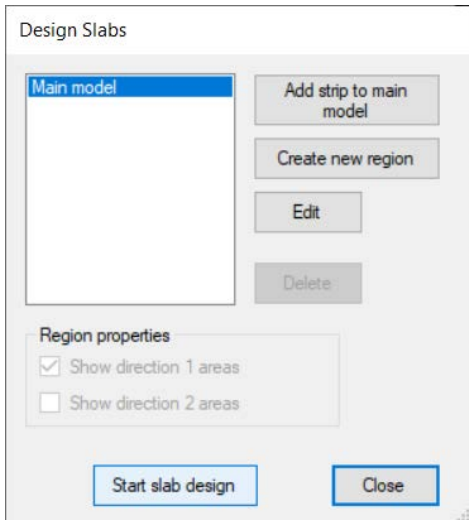 Design Slabs
Main model
Add strip to main
model
Create new region
Edit
Delete
Region properties
Show direction 1 areas
Show direction 2 areas
Start slab design
Close